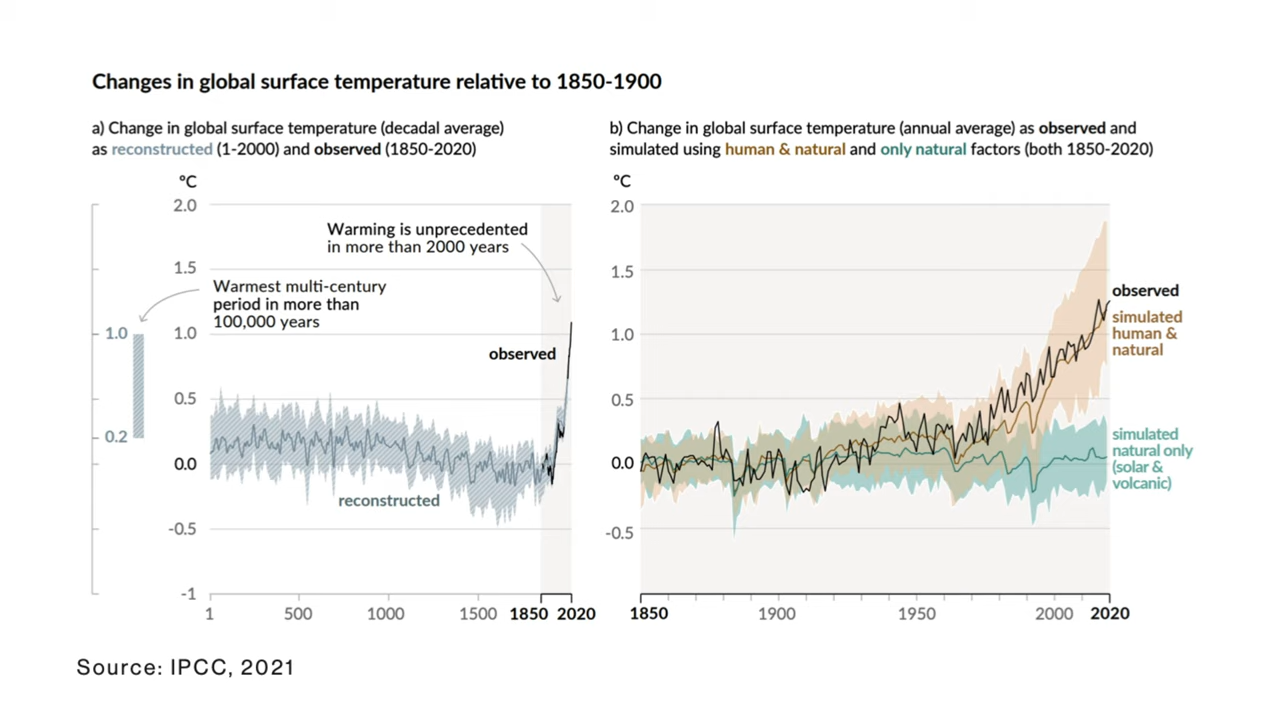 Changes in global surface temperature relative to 1850-1900
a) Change in global surface temperature (decadal average)
as reconstructed (1-2000) and observed (1850-2020)
°C
2.0
1.5
1.0
0.5
0.0
-0.5
-1
1.0
0.2
Warming is unprecedented
in more than 2000 years
Warmest multi-century
period in more than
100,000 years
observed
reconstructed
1
500
1000
1500
1850
2020
b) Change in global surface temperature (annual average) as observed and
simulated using human & natural and only natural factors (both 1850-2020)
°C
2.0
1.5
1.0
0.5
0.0
-0.5
observed
simulated
human &
natural
simulated
natural only
(solar &
volcanic)
1850
1900
1950
2000
2020
Source: IPCC, 2021